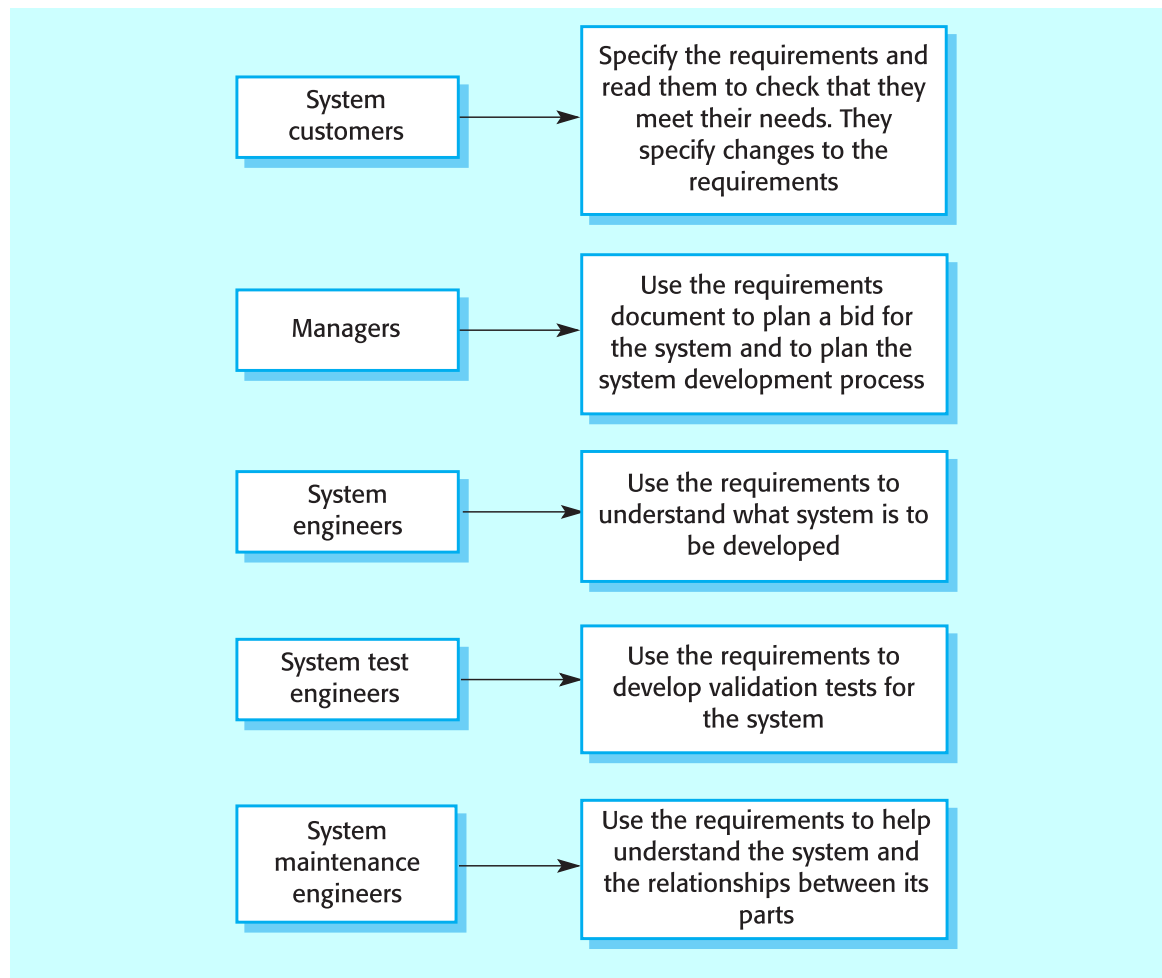 System
customers
Specify the requirements and
read them to check that they
meet their needs. They
specify changes to the
requirements
Managers
Use the requirements
document to plan a bid for
the system and to plan the
system development process
System
engineers
Use the requirements to
understand what system is to
be developed
System test
engineers
Use the requirements to
develop validation tests for
the system
System
maintenance
engineers
Use the requirements to help
understand the system and
the relationships between its
parts